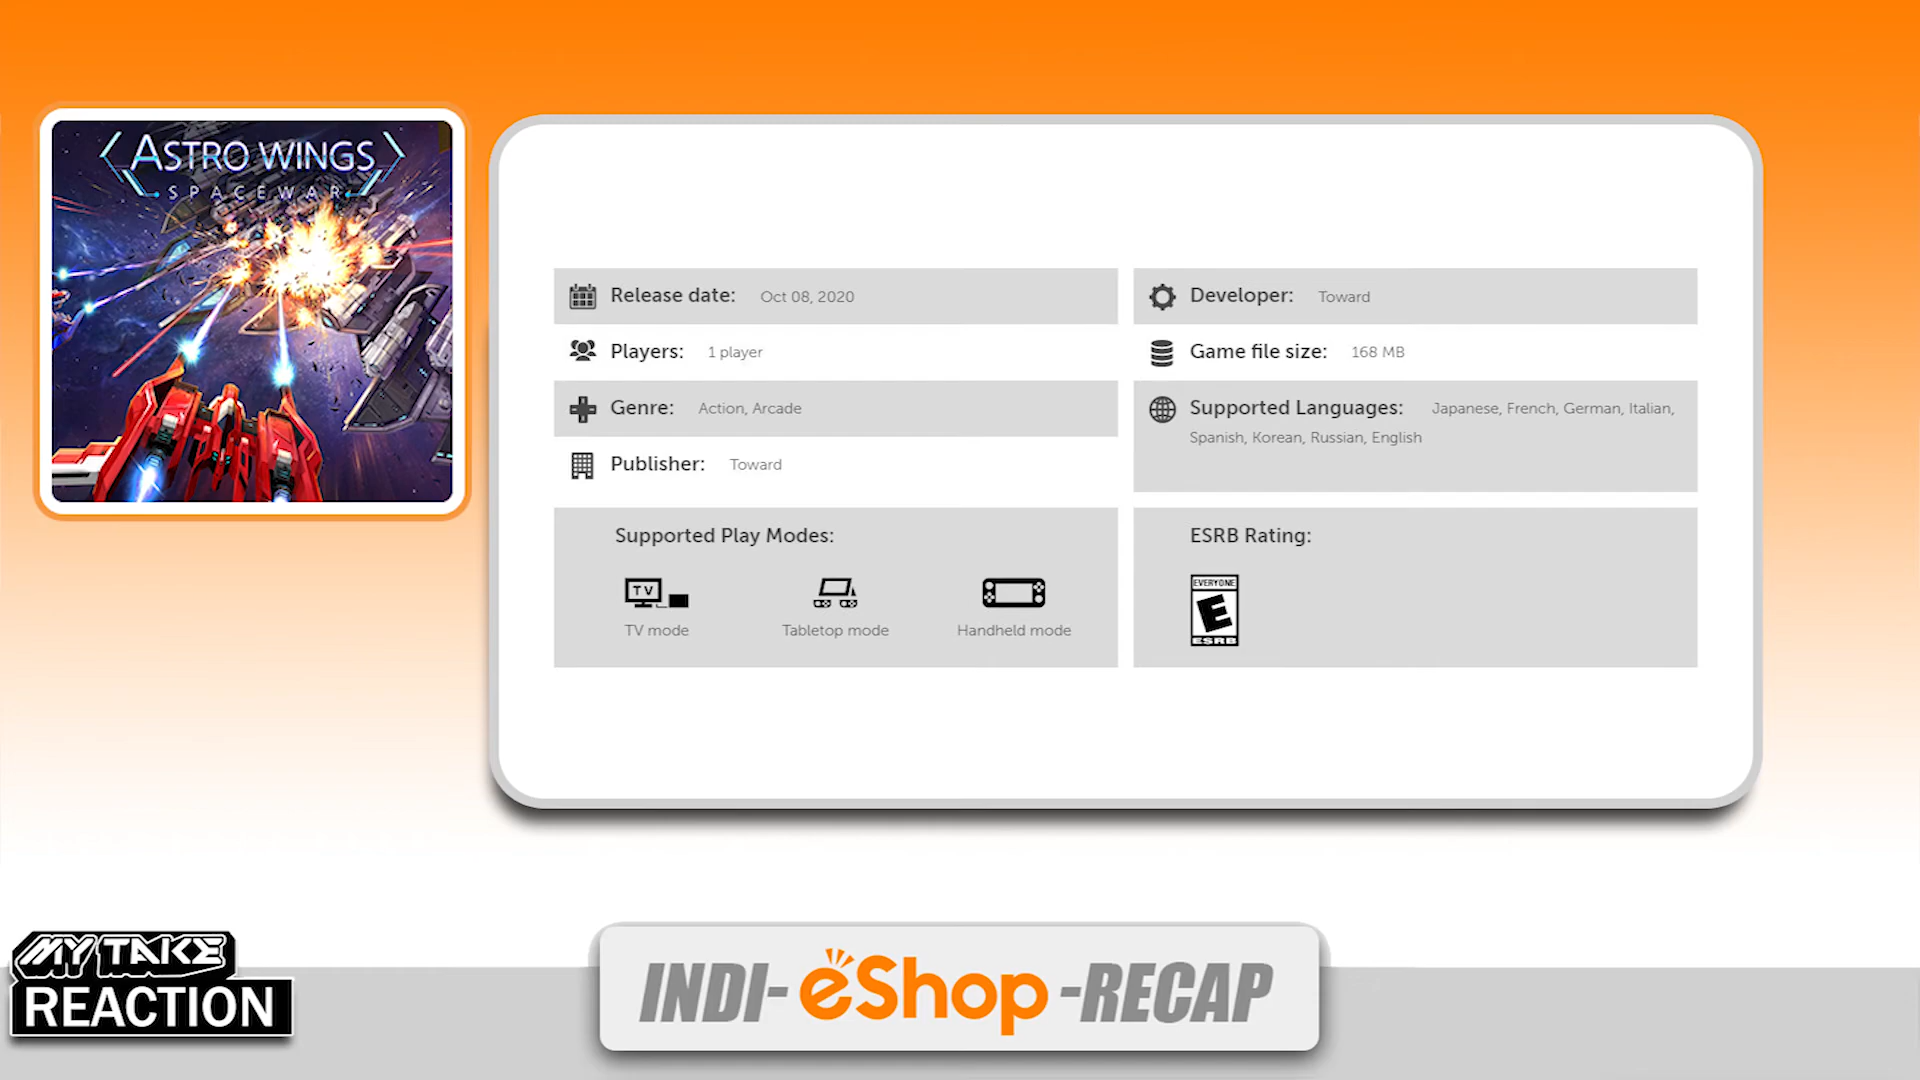 ASTRO WINGS
SPACEWAR
Release date: Oct 08, 2020
Players: 1 player
Genre: Action, Arcade
Publisher: Toward
Developer: Toward
Game file size: 168 MB
Supported Languages: Japanese, French, German, Italian,
Spanish, Korean, Russian, English
Supported Play Modes:
TV
TV mode
Tabletop mode
Handheld mode
ESRB Rating:
EVERYONE
E
ESRB
MY TAKE
REACTION
INDI-eShop-RECAP